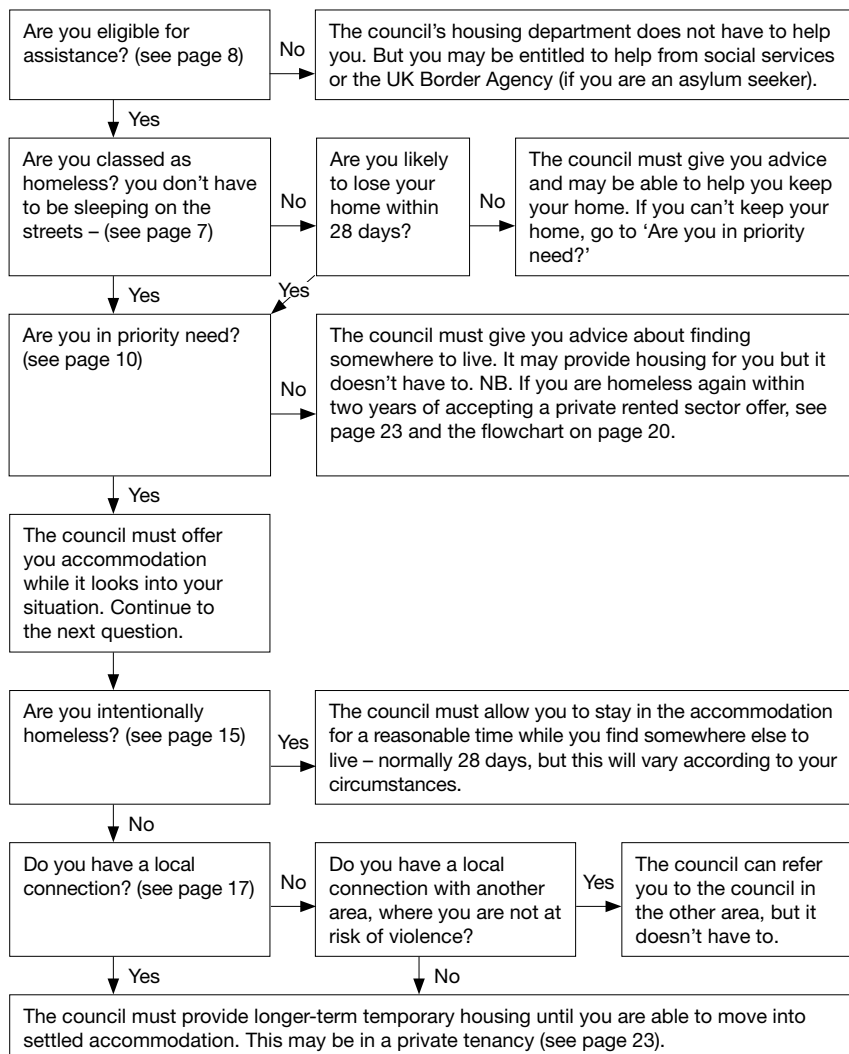 Are you eligible for
assistance? (see page 8)
No
The council’s housing department does not have to help
you. But you may be entitled to help from social services
or the UK Border Agency (if you are an asylum seeker).
Yes
Are you classed as
homeless? you don’t have
to be sleeping on the
streets – (see page 7)
No
Are you likely
to lose your
home within
28 days?
No
The council must give you advice
and may be able to help you keep
your home. If you can’t keep your
home, go to ‘Are you in priority
need?’
Yes
Yes
Are you in priority need?
(see page 10)
No
The council must give you advice about finding
somewhere to live. It may provide housing for you but it
doesn’t have to. NB. If you are homeless again within
two years of accepting a private rented sector offer, see
page 23 and the flowchart on page 20.
Yes
The council must offer
you accommodation
while it looks into your
situation. Continue to
the next question.
Are you intentionally
homeless? (see page 15)
Yes
The council must allow you to stay in the accommodation
for a reasonable time while you find somewhere else to
live – normally 28 days, but this will vary according to your
circumstances.
No
Do you have a local
connection? (see page 17)
No
Do you have a local
connection with another
area, where you are not at
risk of violence?
Yes
The council can refer
you to the council in
the other area, but it
doesn’t have to.
Yes
No
The council must provide longer-term temporary housing until you are able to move into
settled accommodation. This may be in a private tenancy (see page 23).